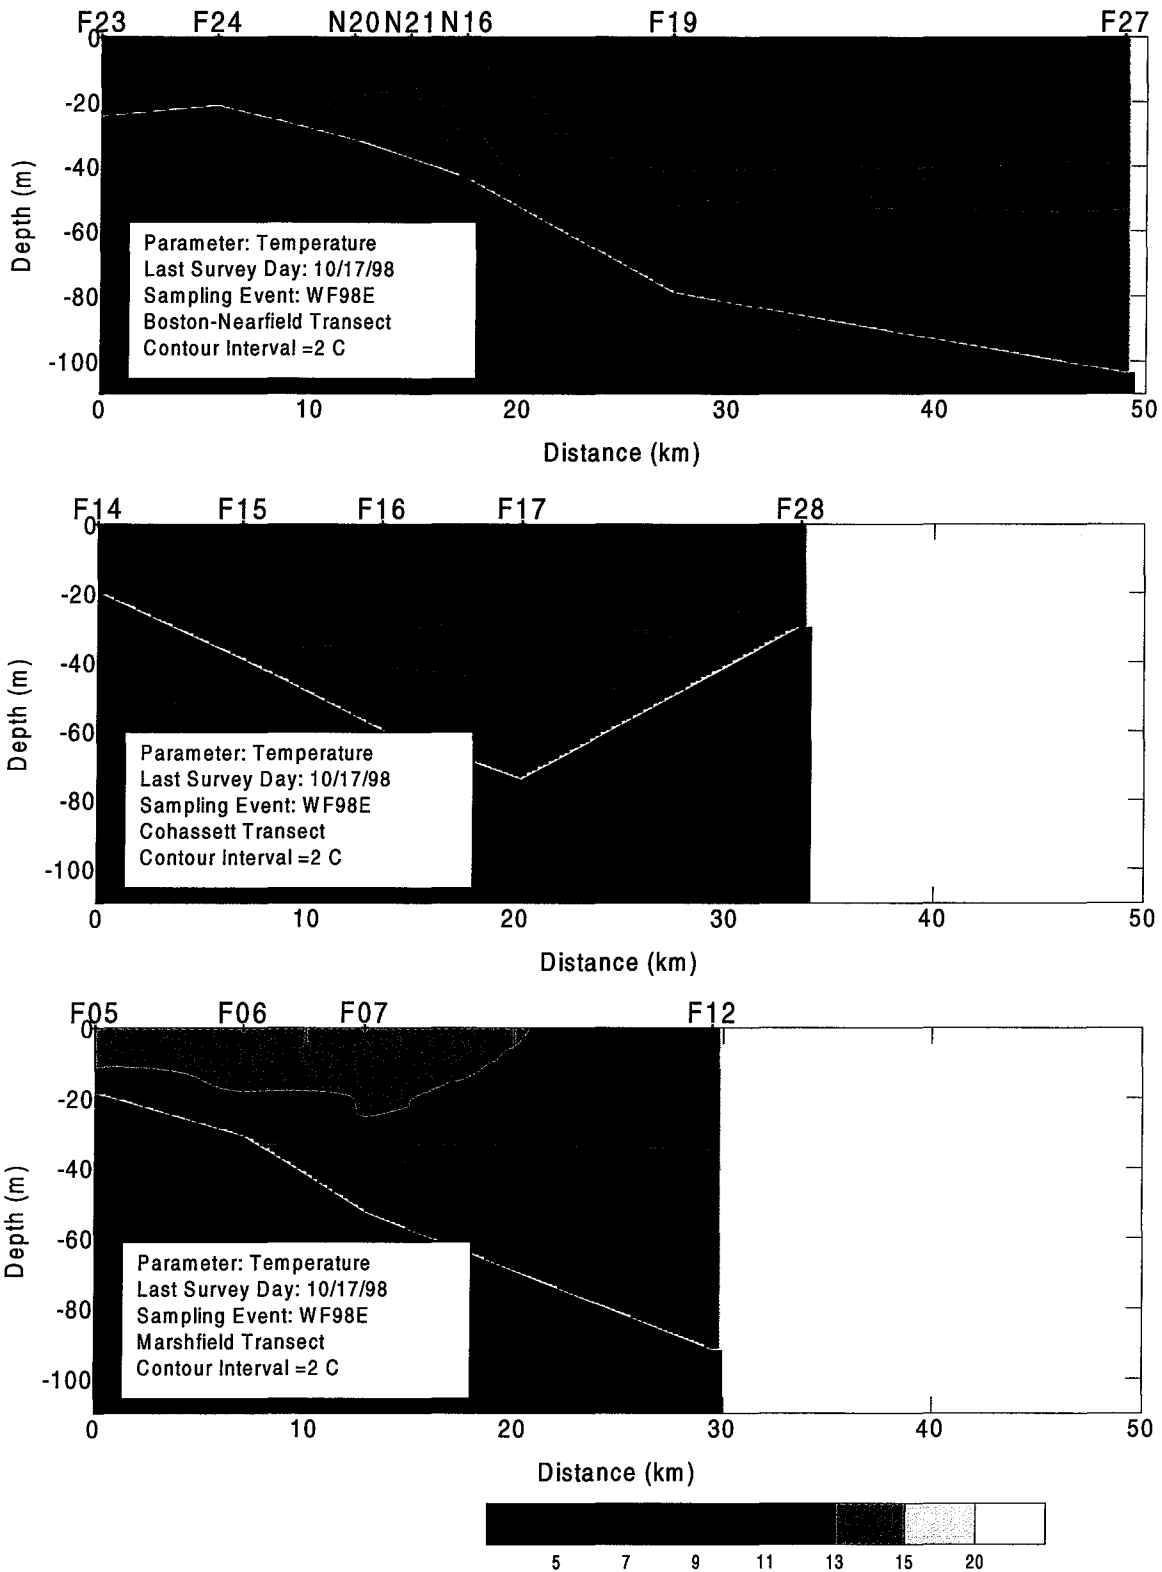 F23 F24 N20 N21 N16 F19 F27
0
-20
-40
-60
-80
-100
Depth (m)
Parameter: Temperature
Last Survey Day: 10/17/98
Sampling Event: WF98E
Boston-Nearfield Transect
Contour Interval =2 C
0 10 20 30 40 50
Distance (km)
F14 F15 F16 F17 F28
0
-20
-40
-60
-80
-100
Depth (m)
Parameter: Temperature
Last Survey Day: 10/17/98
Sampling Event: WF98E
Cohassett Transect
Contour Interval =2 C
0 10 20 30 40 50
Distance (km)
F05 F06 F07 F12
0
-20
-40
-60
-80
-100
Depth (m)
Parameter: Temperature
Last Survey Day: 10/17/98
Sampling Event: WF98E
Marshfield Transect
Contour Interval =2 C
0 10 20 30 40 50
Distance (km)
5 7 9 11 13 15 20